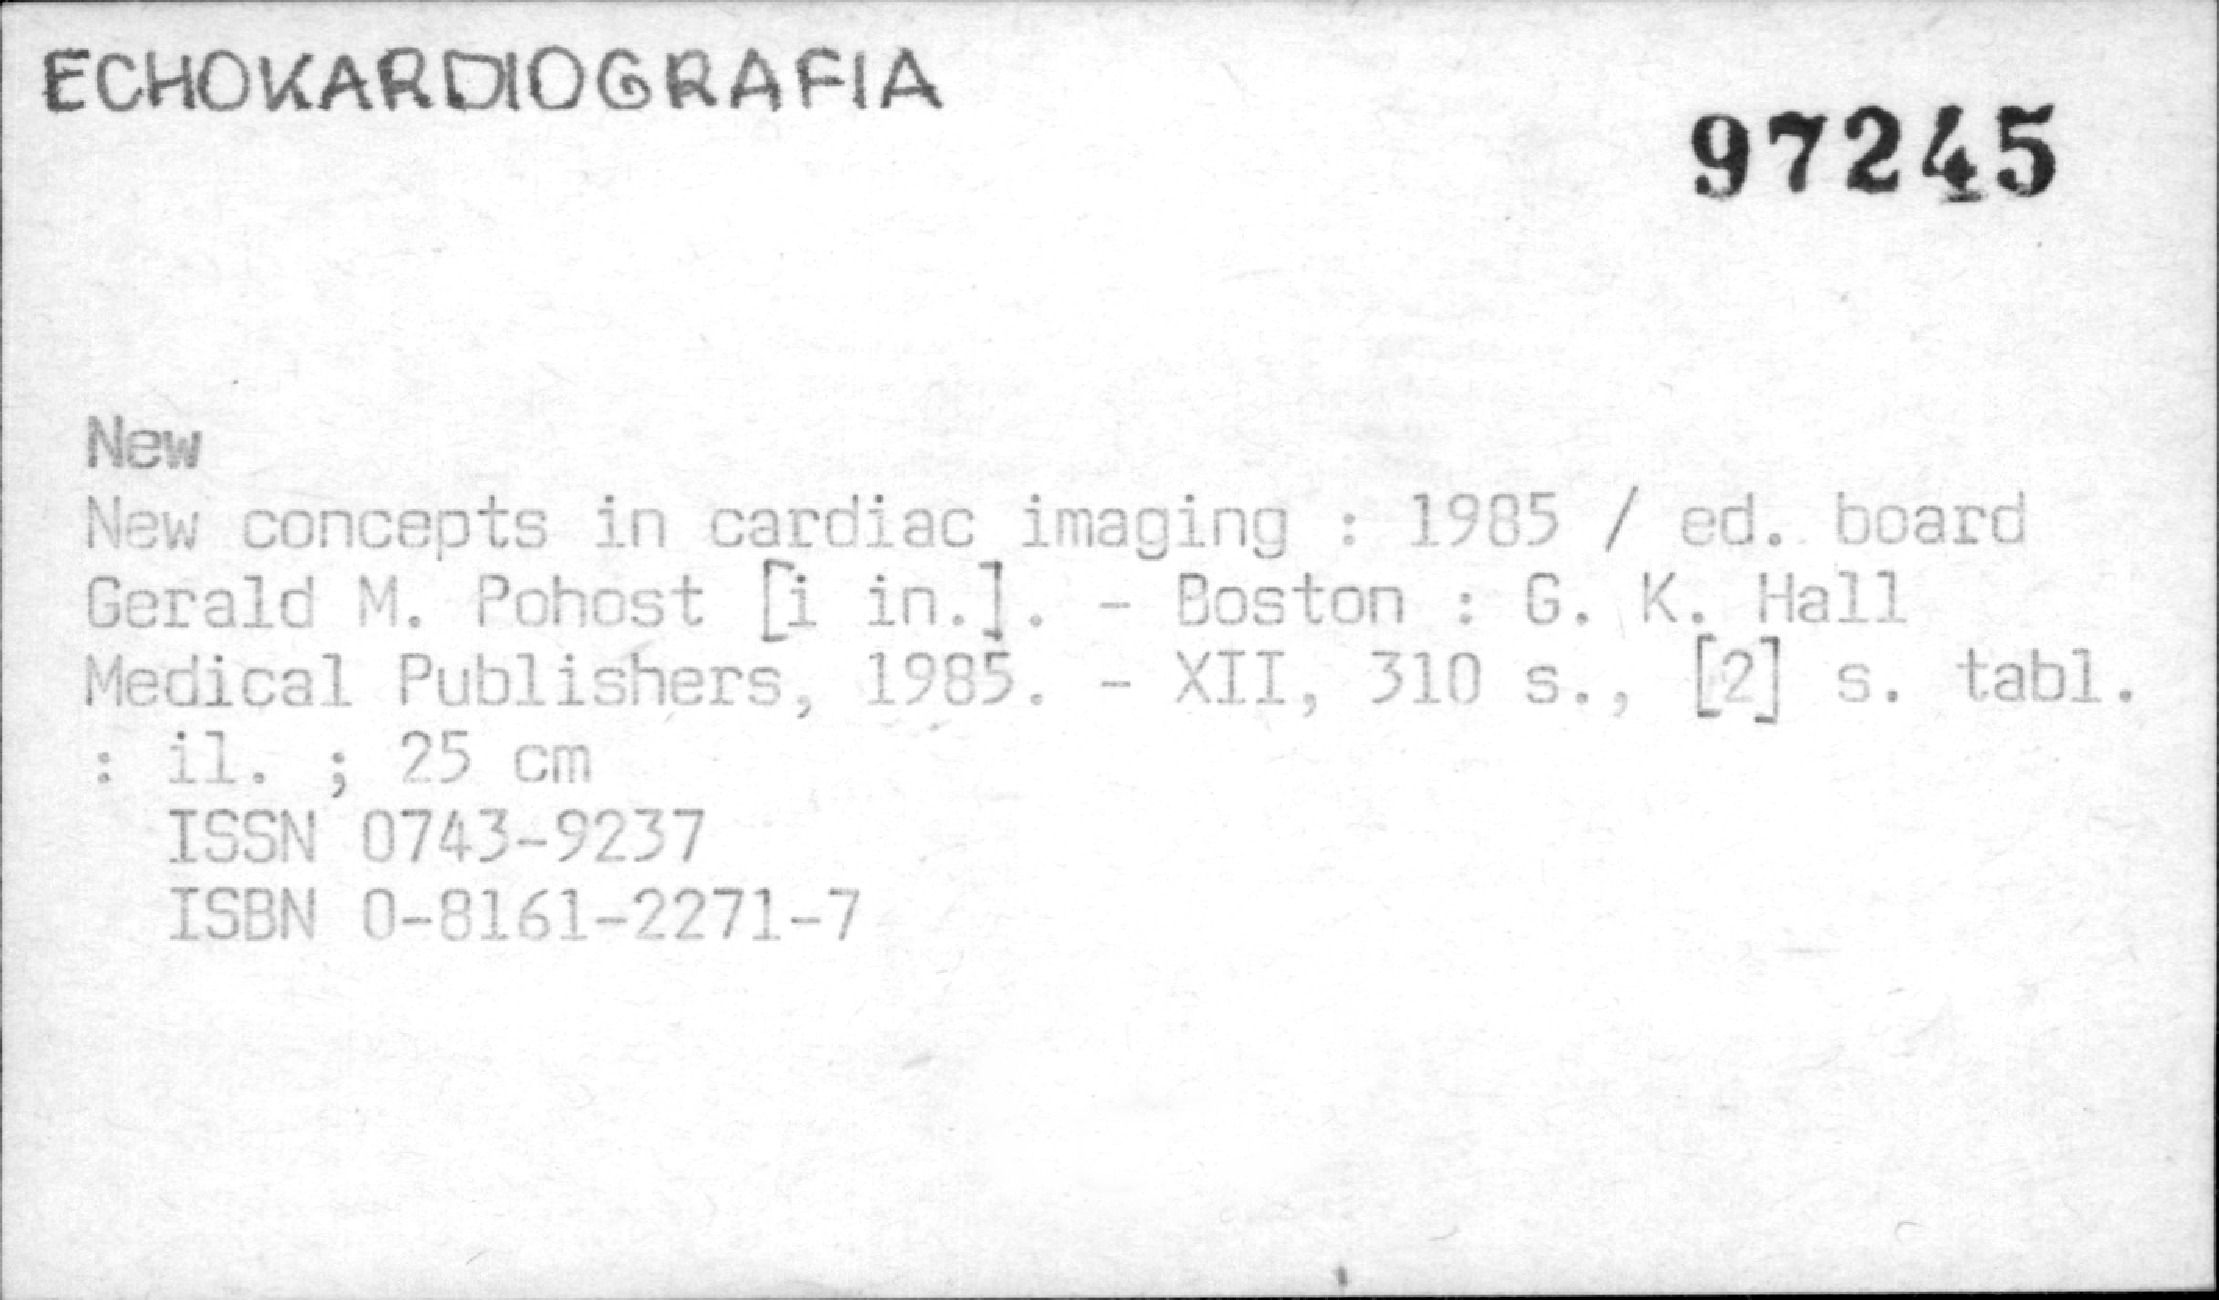 ECHOKARDIOGRAFIA
97245
New
New concepts in cardiac imaging : 1985 / ed. board
Gerald M. Pohost [i in.]. - Boston : G. K. Hall
Medical Publishers, 1985. - XII, 310 s., [2] s. tabl.
: il. ; 25 cm
ISSN 0743-9237
ISBN 0-8161-2271-7